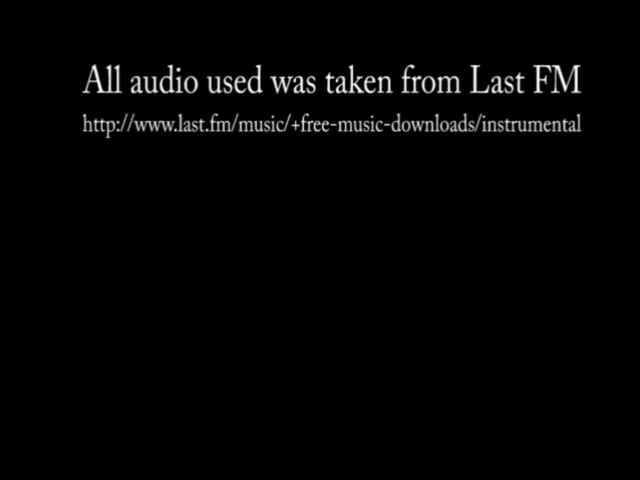 All audio used was taken from Last FM
http://www.last.fm/music/+free-music-downloads/instrumental